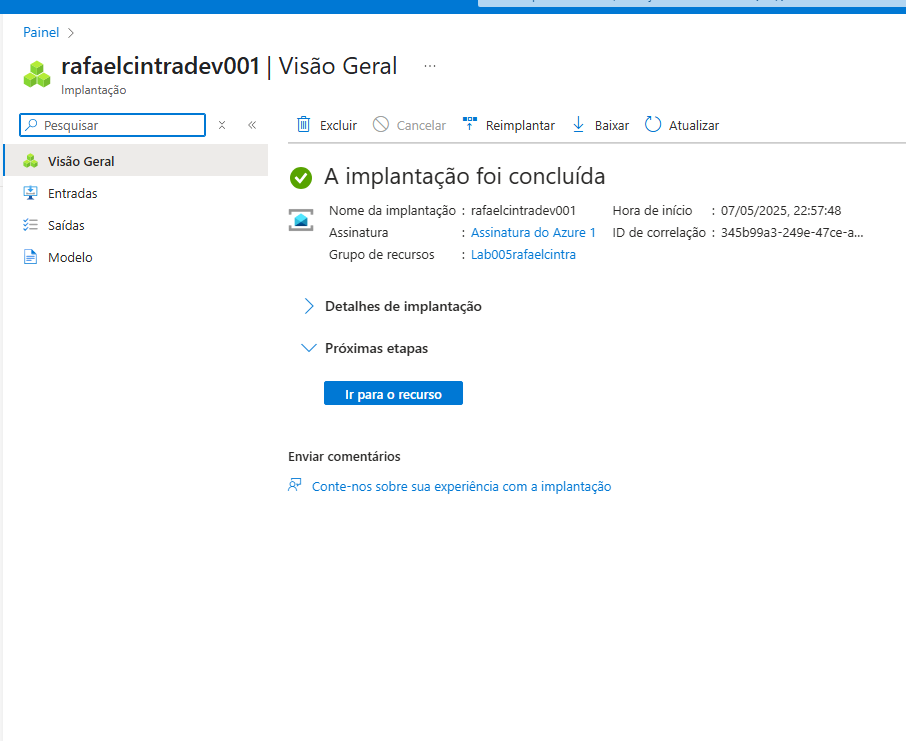 Painel
rafaelcintradev001 | Visão Geral ...
Implantação
Pesquisar
Excluir Cancelar Reimplantar Baixar Atualizar
Visão Geral
Entradas
Saídas
Modelo
A implantação foi concluída
Nome da implantação : rafaelcintradev001 Hora de início : 07/05/2025, 22:57:48
Assinatura : Assinatura do Azure 1 ID de correlação : 345b99a3-249e-47ce-a...
Grupo de recursos : Lab005rafaelcintra
Detalhes de implantação
Próximas etapas
Ir para o recurso
Enviar comentários
Conte-nos sobre sua experiência com a implantação